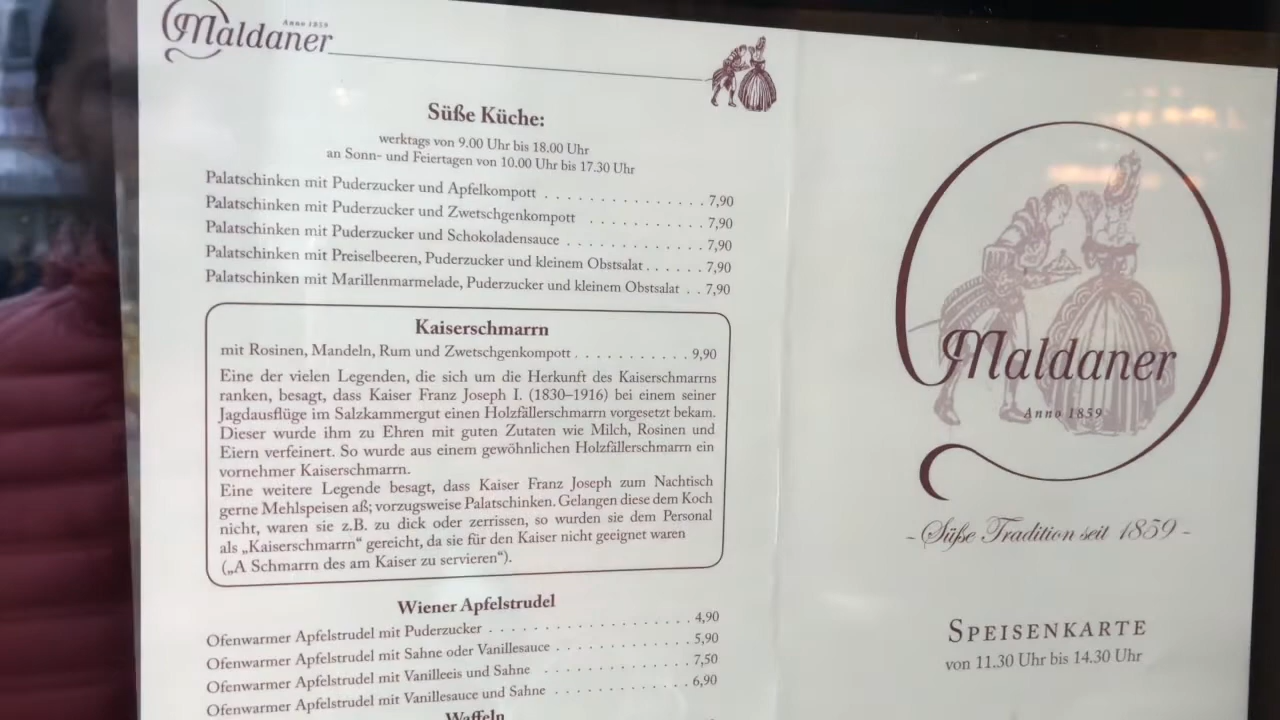 Anno 1859
Maldaner
Süße Küche:
werktags von 9.00 Uhr bis 18.00 Uhr
an Sonn- und Feiertagen von 10.00 Uhr bis 17.30 Uhr
Palatschinken mit Puderzucker und Apfelkompott . . . . . . . . . . . . . . . 7,90
Palatschinken mit Puderzucker und Zwetschgenkompott . . . . . . . . . . . 7,90
Palatschinken mit Puderzucker und Schokoladensauce . . . . . . . . . . . . . 7,90
Palatschinken mit Preiselbeeren, Puderzucker und kleinem Obstsalat . . . . . . 7,90
Palatschinken mit Marillenmarmelade, Puderzucker und kleinem Obstsalat . . 7,90
Kaiserschmarrn
mit Rosinen, Mandeln, Rum und Zwetschgenkompott . . . . . . . . . . . 9,90
Eine der vielen Legenden, die sich um die Herkunft des Kaiserschmarrns
ranken, besagt, dass Kaiser Franz Joseph I. (1830–1916) bei einem seiner
Jagdausflüge im Salzkammergut einen Holzfällerschmarrn vorgesetzt bekam.
Dieser wurde ihm zu Ehren mit guten Zutaten wie Milch, Rosinen und
Eiern verfeinert. So wurde aus einem gewöhnlichen Holzfällerschmarrn ein
vornehmer Kaiserschmarrn.
Eine weitere Legende besagt, dass Kaiser Franz Joseph zum Nachtisch
gerne Mehlspeisen aß; vorzugsweise Palatschinken. Gelangen diese dem Koch
nicht, waren sie z.B. zu dick oder zerrissen, so wurden sie dem Personal
als „Kaiserschmarrn“ gereicht, da sie für den Kaiser nicht geeignet waren
(„A Schmarrn des am Kaiser zu servieren“).
Wiener Apfelstrudel
Ofenwarmer Apfelstrudel mit Puderzucker . . . . . . . . . . . . . . . . . . . 4,90
Ofenwarmer Apfelstrudel mit Sahne oder Vanillesauce . . . . . . . . . . . . . 5,90
Ofenwarmer Apfelstrudel mit Vanilleeis und Sahne . . . . . . . . . . . . . . . 7,50
Ofenwarmer Apfelstrudel mit Vanillesauce und Sahne . . . . . . . . . . . . . 6,90
Waffeln
Maldaner
Anno 1859
- Süße Tradition seit 1859 -
SPEISENKARTE
von 11.30 Uhr bis 14.30 Uhr